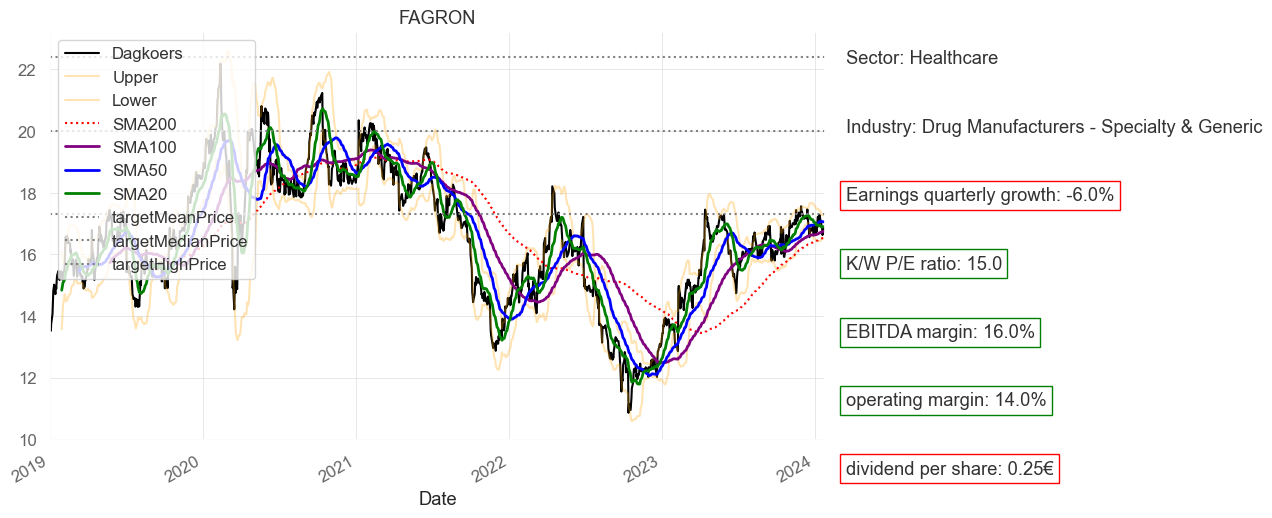 FAGRON
Dagkoers
Upper
Lower
SMA200
SMA100
SMA50
SMA20
targetMeanPrice
targetMedianPrice
targetHighPrice
22
20
18
16
14
12
10
2019
2020
2021
2022
2023
2024
Date
Sector: Healthcare
Industry: Drug Manufacturers - Specialty & Generic
Earnings quarterly growth: -6.0%
K/W P/E ratio: 15.0
EBITDA margin: 16.0%
operating margin: 14.0%
dividend per share: 0.25€